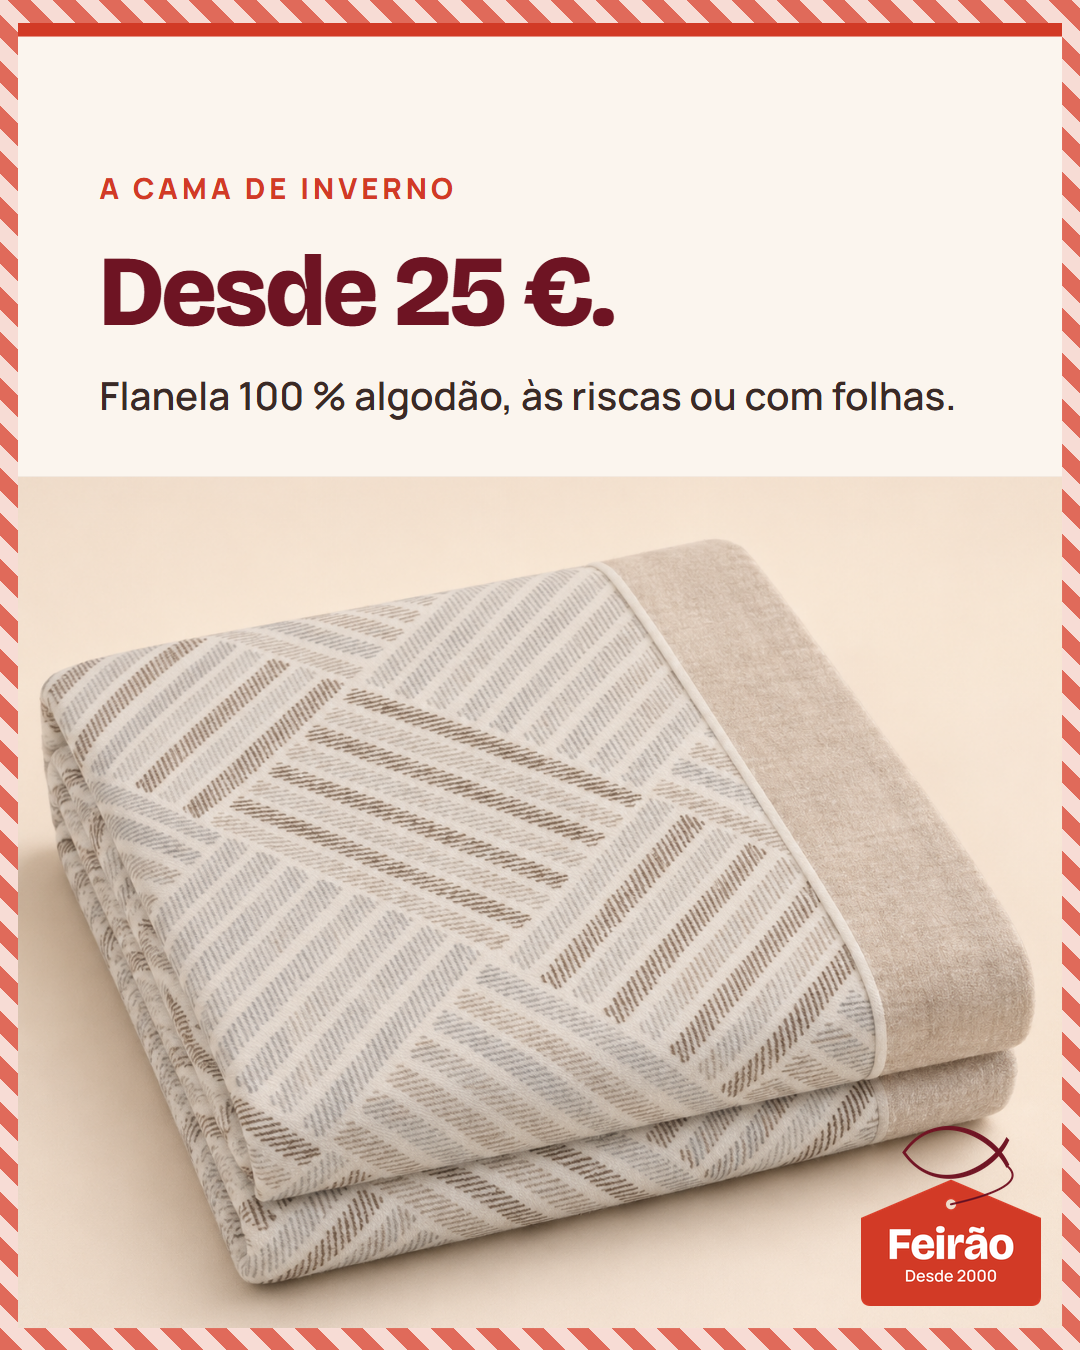 A CAMA DE INVERNO
Desde 25 €.
Flanela 100 % algodão, às riscas ou com folhas.
Feirão
Desde 2000